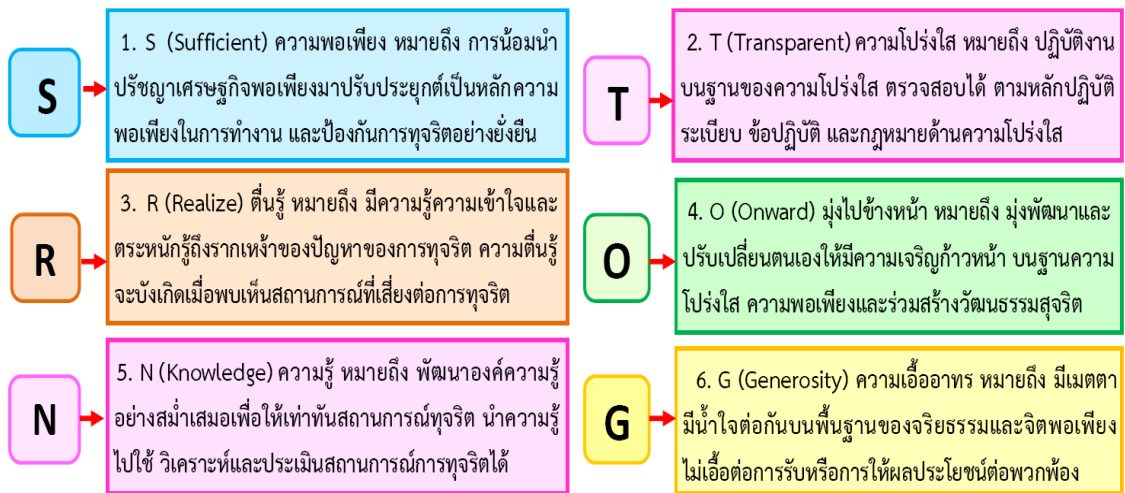 S
1. S (Sufficient) ความพอเพียง หมายถึง การน้อมนำ
ปรัชญาเศรษฐกิจพอเพียงมาปรับประยุกต์เป็นหลักความ
พอเพียงในการทำงาน และป้องกันการทุจริตอย่างยั่งยืน
T
2. T (Transparent) ความโปร่งใส หมายถึง ปฏิบัติงาน
บนฐานของความโปร่งใส ตรวจสอบได้ ตามหลักปฏิบัติ
ระเบียบ ข้อปฏิบัติ และกฎหมายด้านความโปร่งใส
R
3. R (Realize) ตื่นรู้ หมายถึง มีความรู้ความเข้าใจและ
ตระหนักรู้ถึงรากเหง้าของปัญหาของการทุจริต ความตื่นรู้
จะบังเกิดเมื่อพบเห็นสถานการณ์ที่เสี่ยงต่อการทุจริต
O
4. O (Onward) มุ่งไปข้างหน้า หมายถึง มุ่งพัฒนาและ
ปรับเปลี่ยนตนเองให้มีความเจริญก้าวหน้า บนฐานความ
โปร่งใส ความพอเพียงและร่วมสร้างวัฒนธรรมสุจริต
N
5. N (Knowledge) ความรู้ หมายถึง พัฒนาองค์ความรู้
อย่างสม่ำเสมอเพื่อให้เท่าทันสถานการณ์ทุจริต นำความรู้
ไปใช้ วิเคราะห์และประเมินสถานการณ์การทุจริตได้
G
6. G (Generosity) ความเอื้ออาทร หมายถึง มีเมตตา
มีน้ำใจต่อกันบนพื้นฐานของจริยธรรมและจิตพอเพียง
ไม่เอื้อต่อการรับหรือการให้ผลประโยชน์ต่อพวกพ้อง